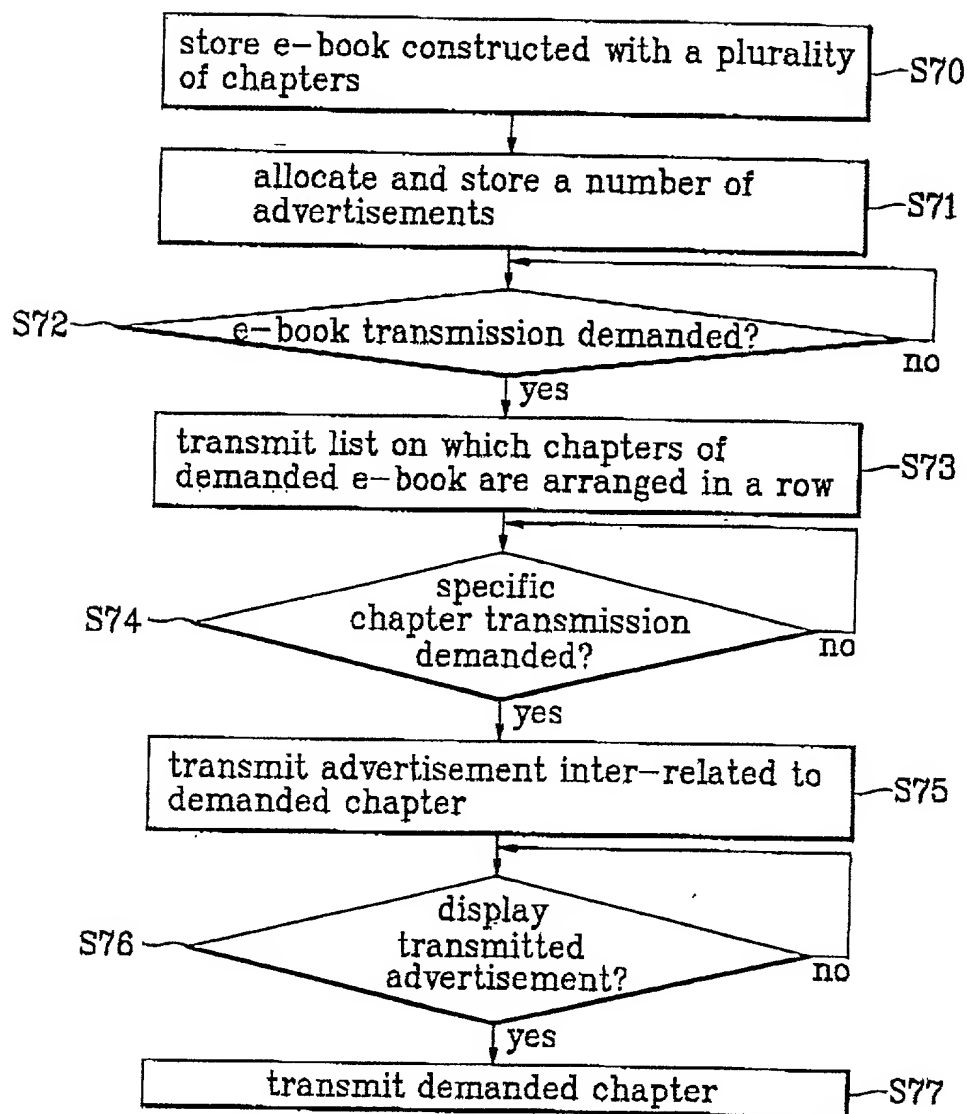 store e-book constructed with a plurality
of chapters
S70
allocate and store a number of
advertisements
S71
S72
e-book transmission demanded?
no
yes
transmit list on which chapters of
demanded e-book are arranged in a row
S73
S74
specific
chapter transmission
demanded?
no
yes
transmit advertisement inter-related to
demanded chapter
S75
S76
display
transmitted
advertisement?
no
yes
transmit demanded chapter
S77